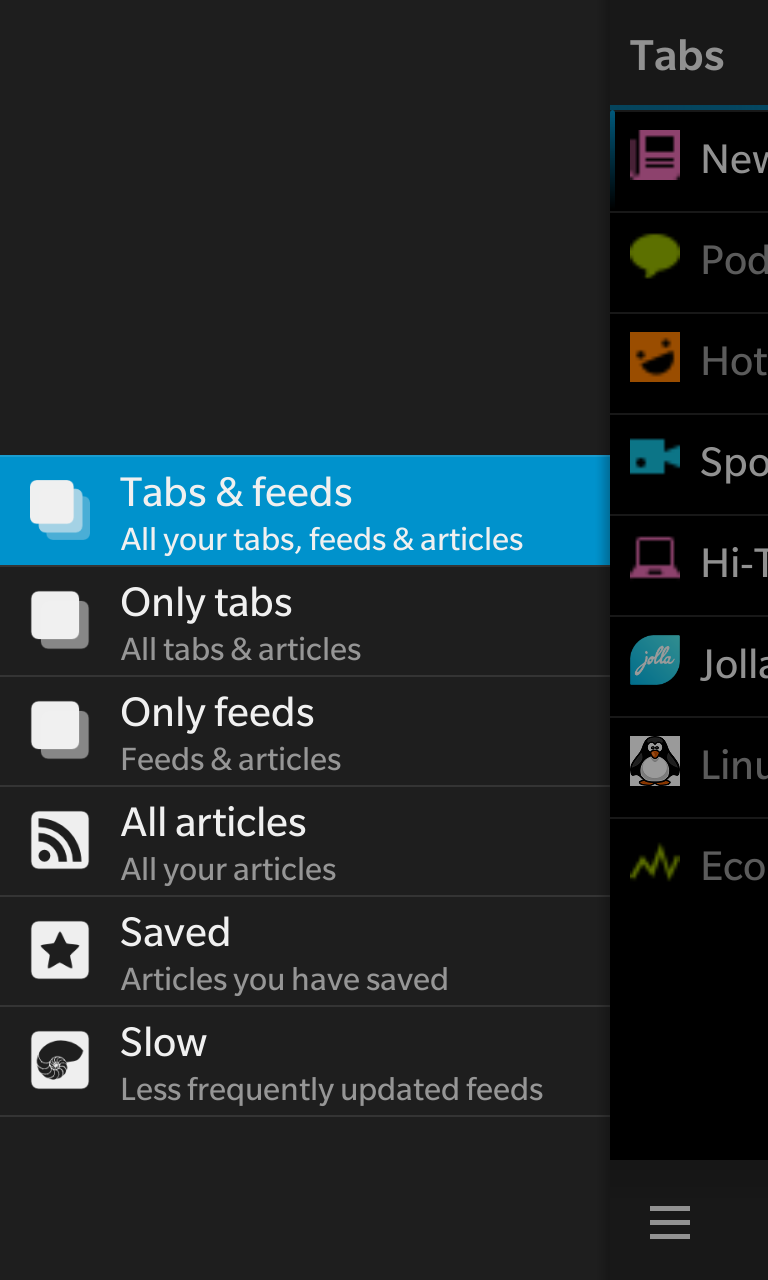 Tabs & feeds
All your tabs, feeds & articles
Only tabs
All tabs & articles
Only feeds
Feeds & articles
All articles
All your articles
Saved
Articles you have saved
Slow
Less frequently updated feeds
Tabs
New
Pod
Hot
Spo
Hi-T
jolla
Jolla
Linu
Eco